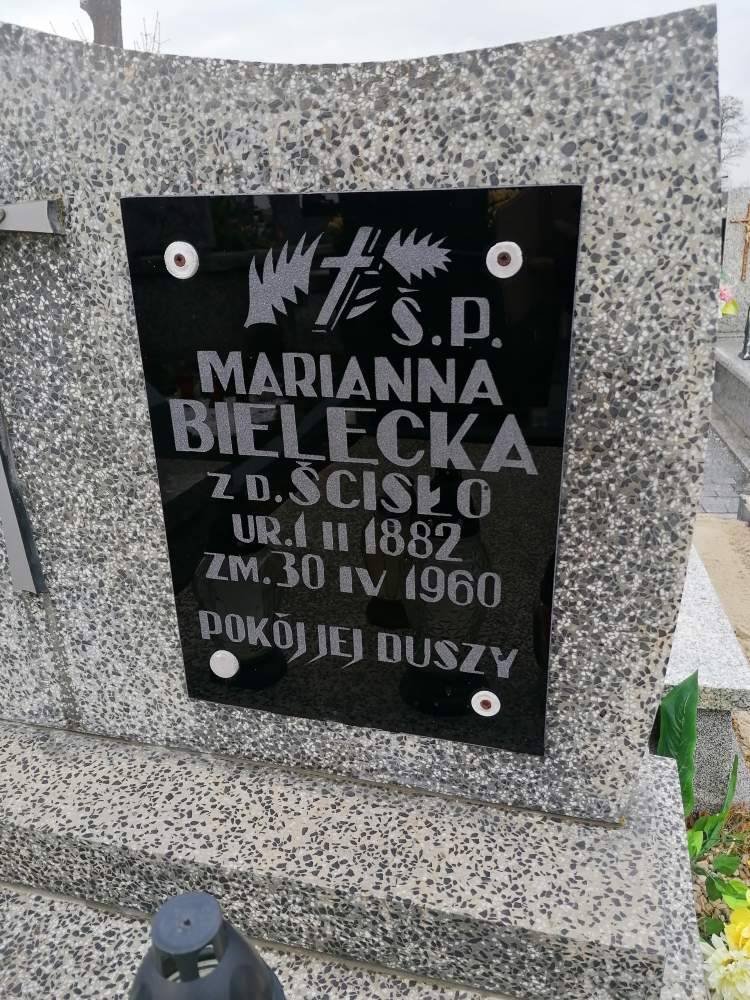 Ś.P.
MARIANNA
BIELECKA
Z D. ŚCISŁO
UR. 1 II 1882
ZM. 30 IV 1960
POKÓJ JEJ DUSZY